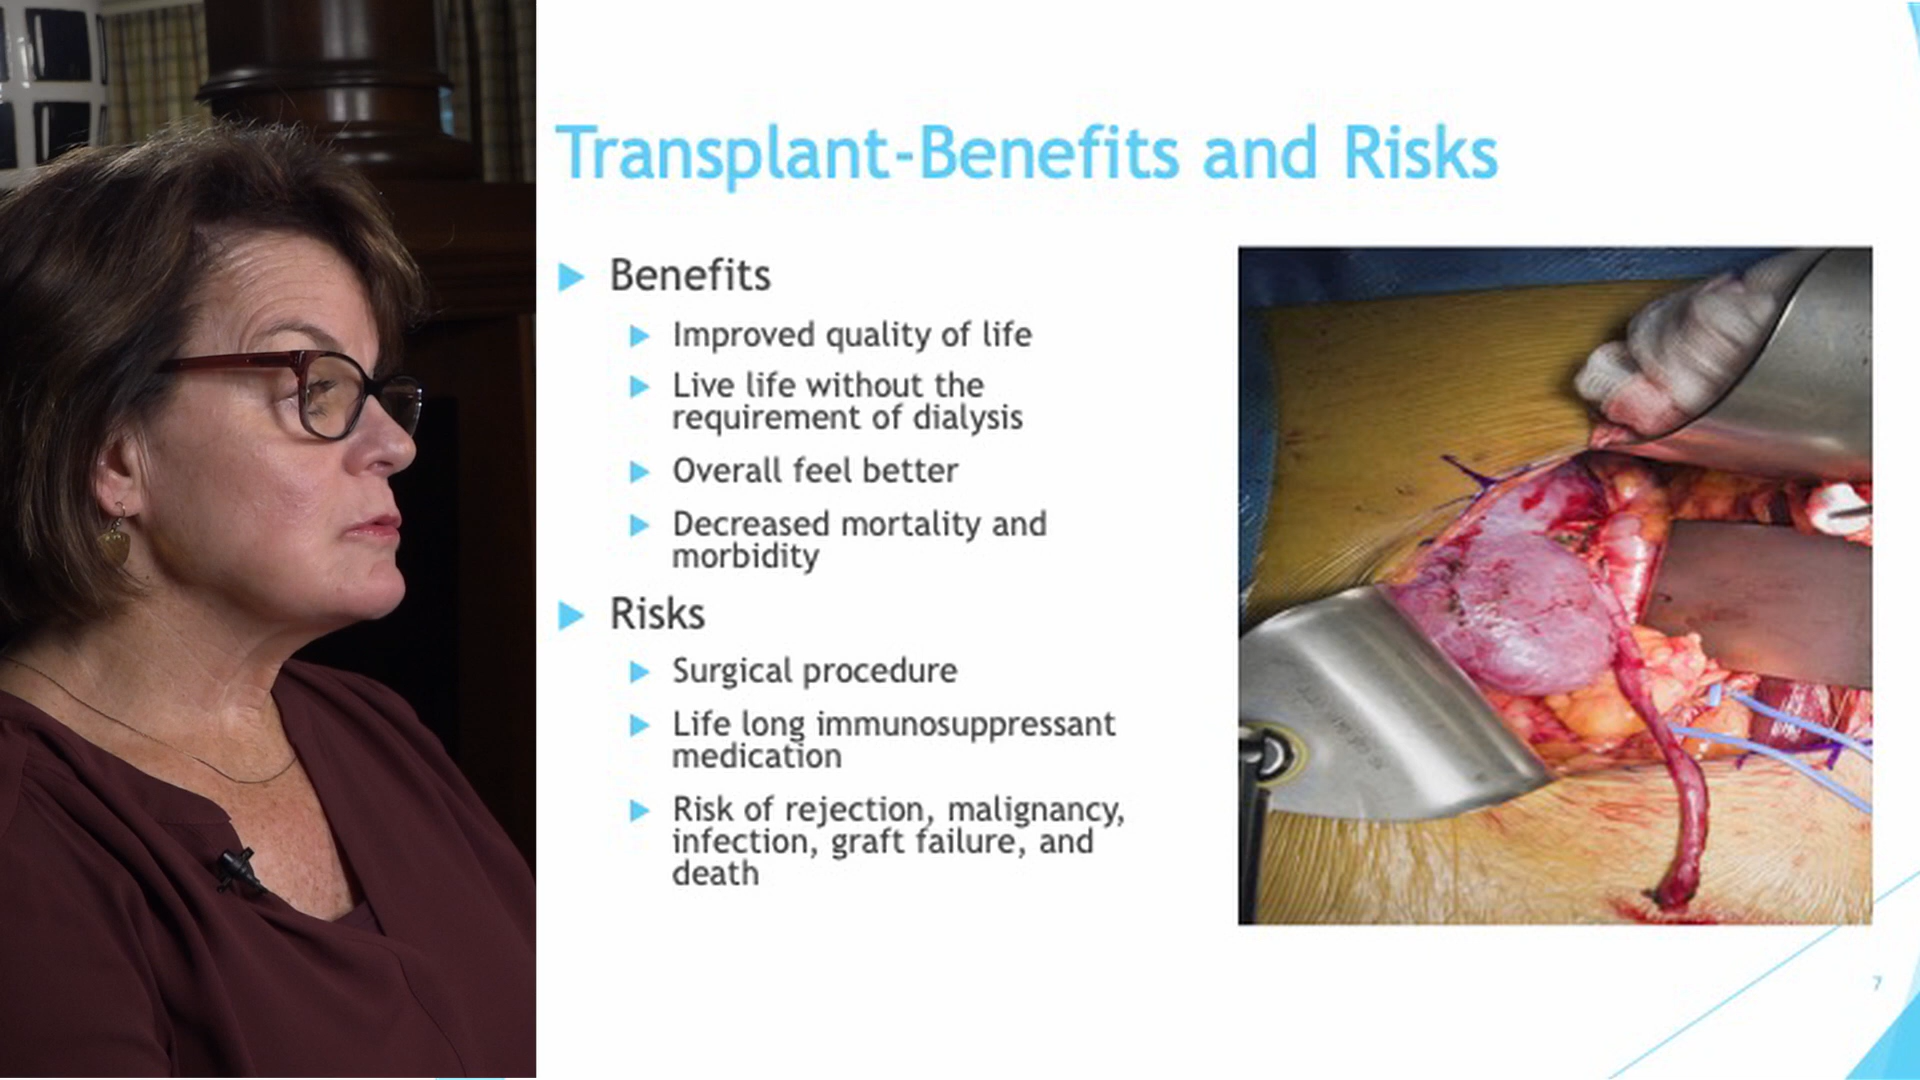 Transplant-Benefits and Risks
Benefits
Improved quality of life
Live life without the
requirement of dialysis
Overall feel better
Decreased mortality and
morbidity
Risks
Surgical procedure
Life long immunosuppressant
medication
Risk of rejection, malignancy,
infection, graft failure, and
death
7